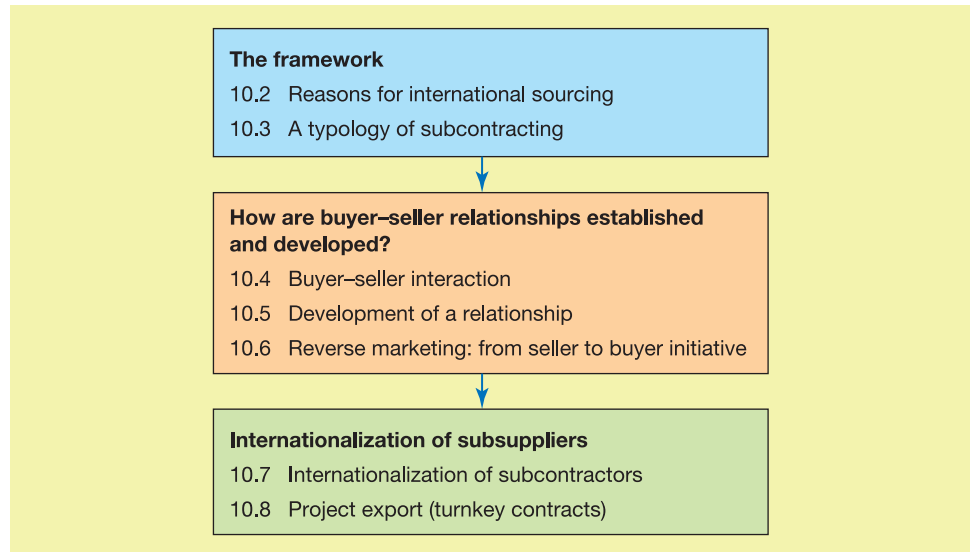 The framework
10.2 Reasons for international sourcing
10.3 A typology of subcontracting
How are buyer–seller relationships established
and developed?
10.4 Buyer–seller interaction
10.5 Development of a relationship
10.6 Reverse marketing: from seller to buyer initiative
Internationalization of subsuppliers
10.7 Internationalization of subcontractors
10.8 Project export (turnkey contracts)